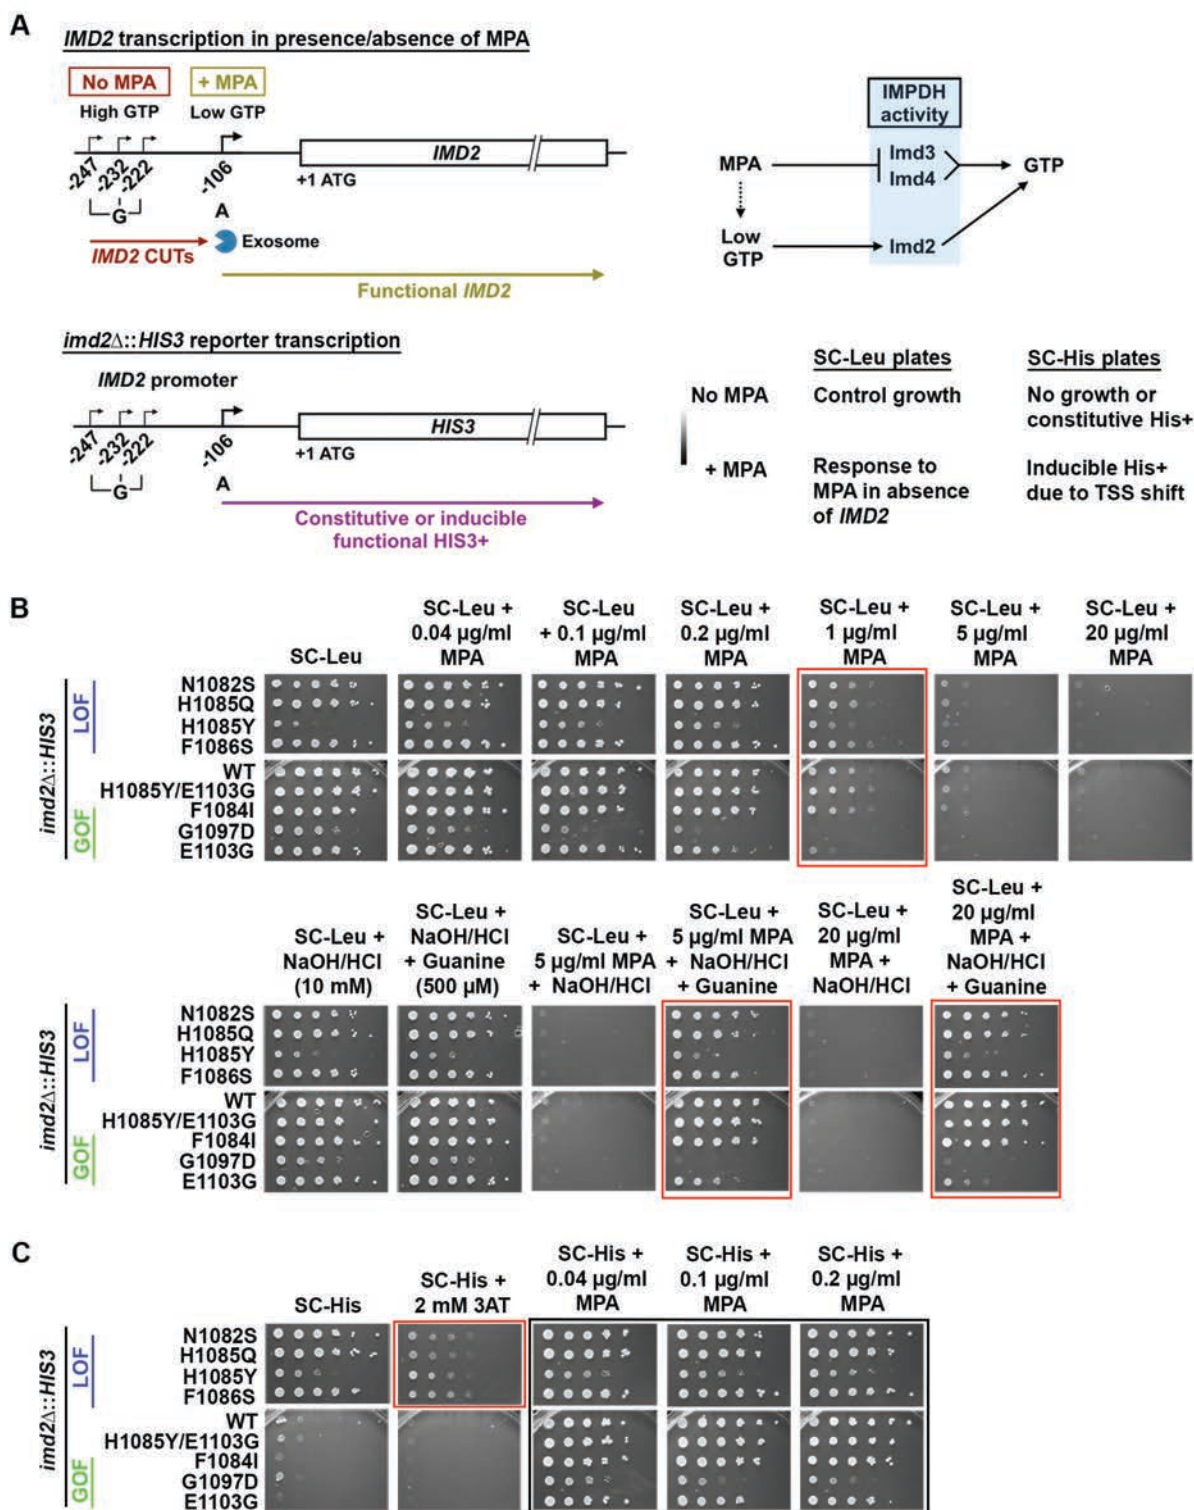 A
IMD2 transcription in presence/absence of MPA
No MPA
+ MPA
High GTP
Low GTP
IMD2
-247
-232
-222
-106
+1 ATG
G
A
IMD2 CUTs
Exosome
Functional IMD2
IMPDH
activity
MPA
Imd3
Imd4
GTP
Low
GTP
Imd2
imd2Δ::HIS3 reporter transcription
IMD2 promoter
HIS3
-247
-232
-222
-106
+1 ATG
G
A
Constitutive or inducible
functional HIS3+
SC-Leu plates
SC-His plates
No MPA
Control growth
No growth or
constitutive His+
+ MPA
Response to
MPA in absence
of IMD2
Inducible His+
due to TSS shift
B
SC-Leu
SC-Leu +
0.04 µg/ml
MPA
SC-Leu
+ 0.1 µg/ml
MPA
SC-Leu +
0.2 µg/ml
MPA
SC-Leu +
1 µg/ml
MPA
SC-Leu +
5 µg/ml
MPA
SC-Leu +
20 µg/ml
MPA
imd2Δ::HIS3
LOF
GOF
N1082S
H1085Q
H1085Y
F1086S
WT
H1085Y/E1103G
F1084I
G1097D
E1103G
SC-Leu +
NaOH/HCl
(10 mM)
SC-Leu +
NaOH/HCl
+ Guanine
(500 µM)
SC-Leu +
5 µg/ml MPA
+ NaOH/HCl
SC-Leu +
5 µg/ml MPA
+ NaOH/HCl
+ Guanine
SC-Leu +
20 µg/ml
MPA +
NaOH/HCl
SC-Leu +
20 µg/ml
MPA +
NaOH/HCl
+ Guanine
imd2Δ::HIS3
LOF
GOF
N1082S
H1085Q
H1085Y
F1086S
WT
H1085Y/E1103G
F1084I
G1097D
E1103G
C
SC-His
SC-His +
2 mM 3AT
SC-His +
0.04 µg/ml
MPA
SC-His +
0.1 µg/ml
MPA
SC-His +
0.2 µg/ml
MPA
imd2Δ::HIS3
LOF
GOF
N1082S
H1085Q
H1085Y
F1086S
WT
H1085Y/E1103G
F1084I
G1097D
E1103G